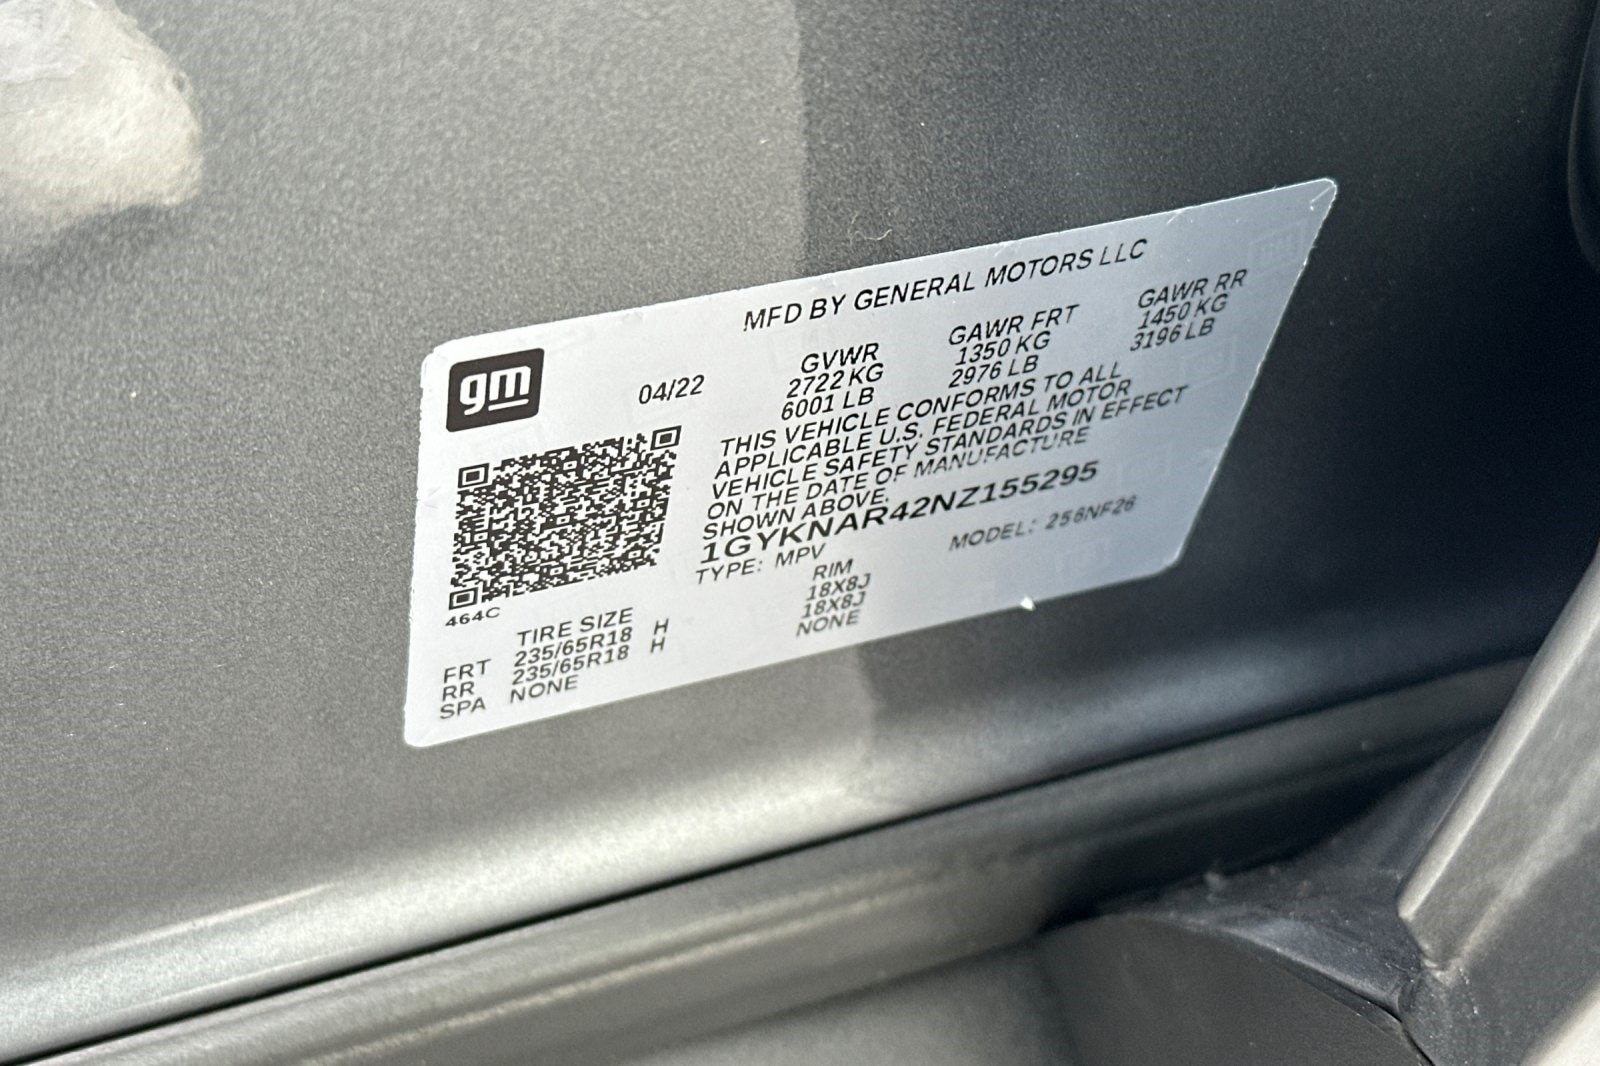 MFD BY GENERAL MOTORS LLC
gm
04/22
GVWR GAWR FRT GAWR RR
2722 KG 1350 KG 1450 KG
6001 LB 2976 LB 3196 LB
THIS VEHICLE CONFORMS TO ALL
APPLICABLE U.S. FEDERAL MOTOR
VEHICLE SAFETY STANDARDS IN EFFECT
ON THE DATE OF MANUFACTURE
SHOWN ABOVE.
1GYKNAR42NZ155295
TYPE: MPV MODEL: 256NF26
464C
TIRE SIZE RIM
FRT 235/65R18 H 18X8J
RR 235/65R18 H 18X8J
SPA NONE NONE